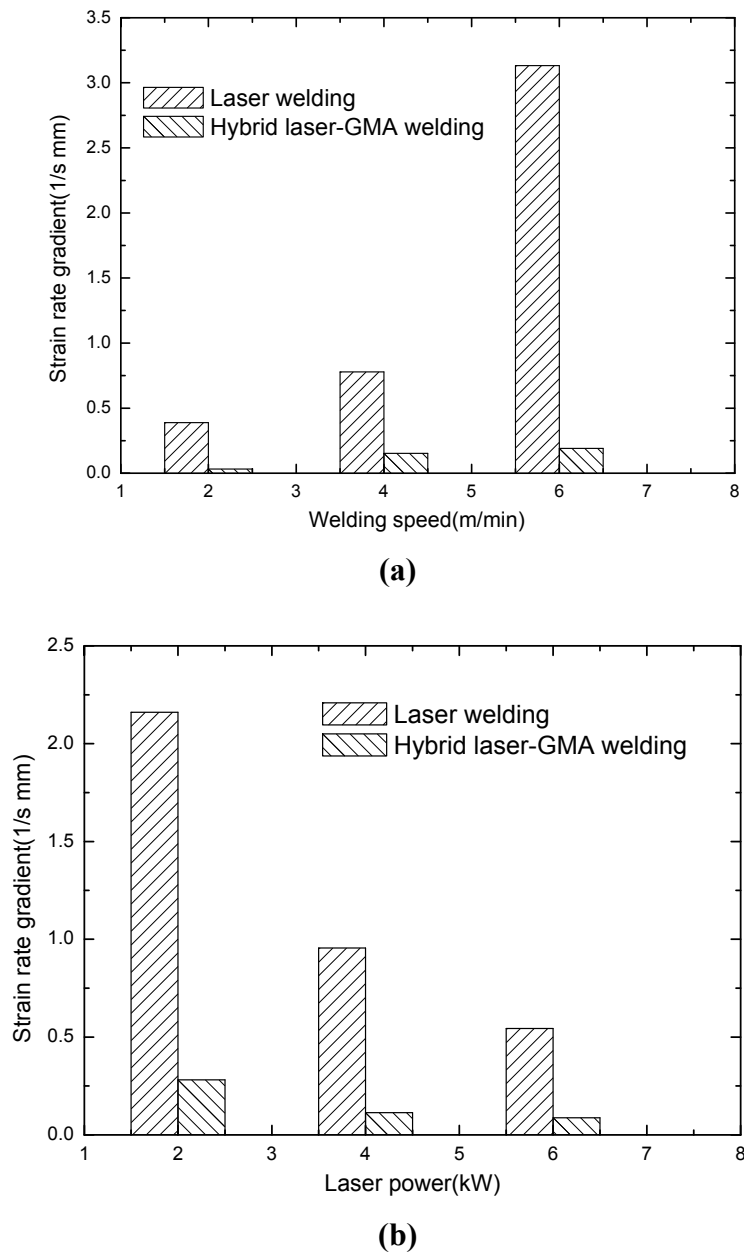 3.5
3.0
2.5
2.0
1.5
1.0
0.5
0.0
Strain rate gradient(1/s mm)
Laser welding
Hybrid laser-GMA welding
1 2 3 4 5 6 7 8
Welding speed(m/min)
(a)
2.5
2.0
1.5
1.0
0.5
0.0
Strain rate gradient(1/s mm)
Laser welding
Hybrid laser-GMA welding
1 2 3 4 5 6 7 8
Laser power(kW)
(b)